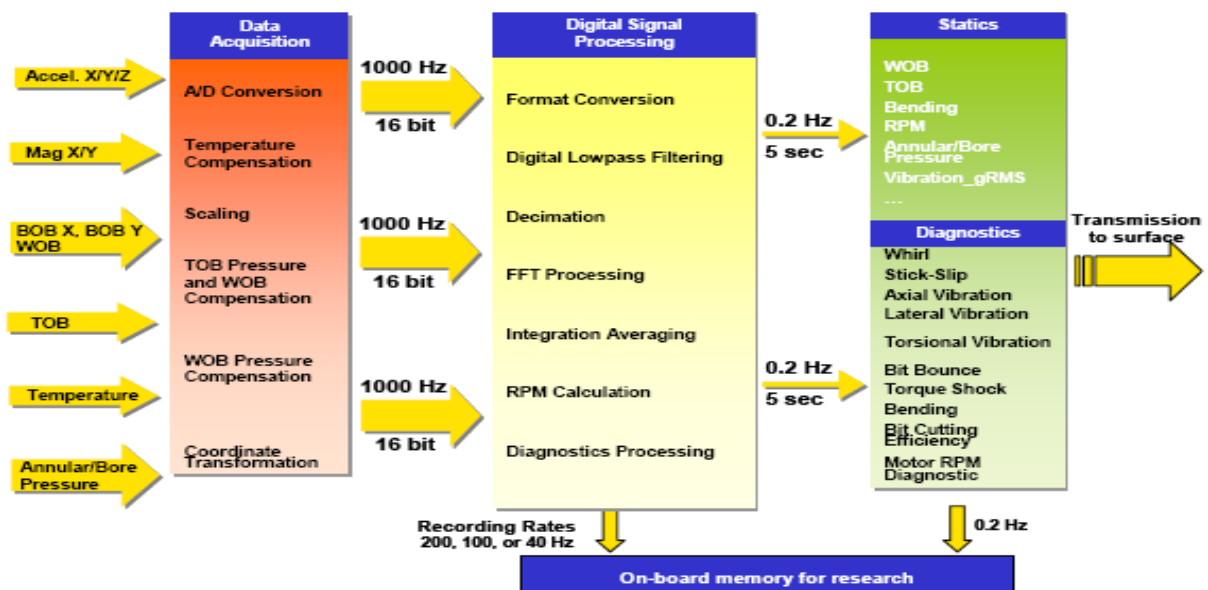 Data
Acquisition
Digital Signal
Processing
Statics
Accel. X/Y/Z
Mag X/Y
BOB X, BOB Y
WOB
TOB
Temperature
Annular/Bore
Pressure
A/D Conversion
Temperature
Compensation
Scaling
TOB Pressure
and WOB
Compensation
WOB Pressure
Compensation
Coordinate
Transformation
1000 Hz
16 bit
1000 Hz
16 bit
1000 Hz
16 bit
Format Conversion
Digital Lowpass Filtering
Decimation
FFT Processing
Integration Averaging
RPM Calculation
Diagnostics Processing
0.2 Hz
5 sec
0.2 Hz
5 sec
WOB
TOB
Bending
RPM
Annular/Bore
Pressure
Vibration_gRMS
...
Diagnostics
Whirl
Stick-Slip
Axial Vibration
Lateral Vibration
Torsional Vibration
Bit Bounce
Torque Shock
Bending
Bit Cutting
Efficiency
Motor RPM
Diagnostic
Transmission
to surface
Recording Rates
200, 100, or 40 Hz
0.2 Hz
On-board memory for research